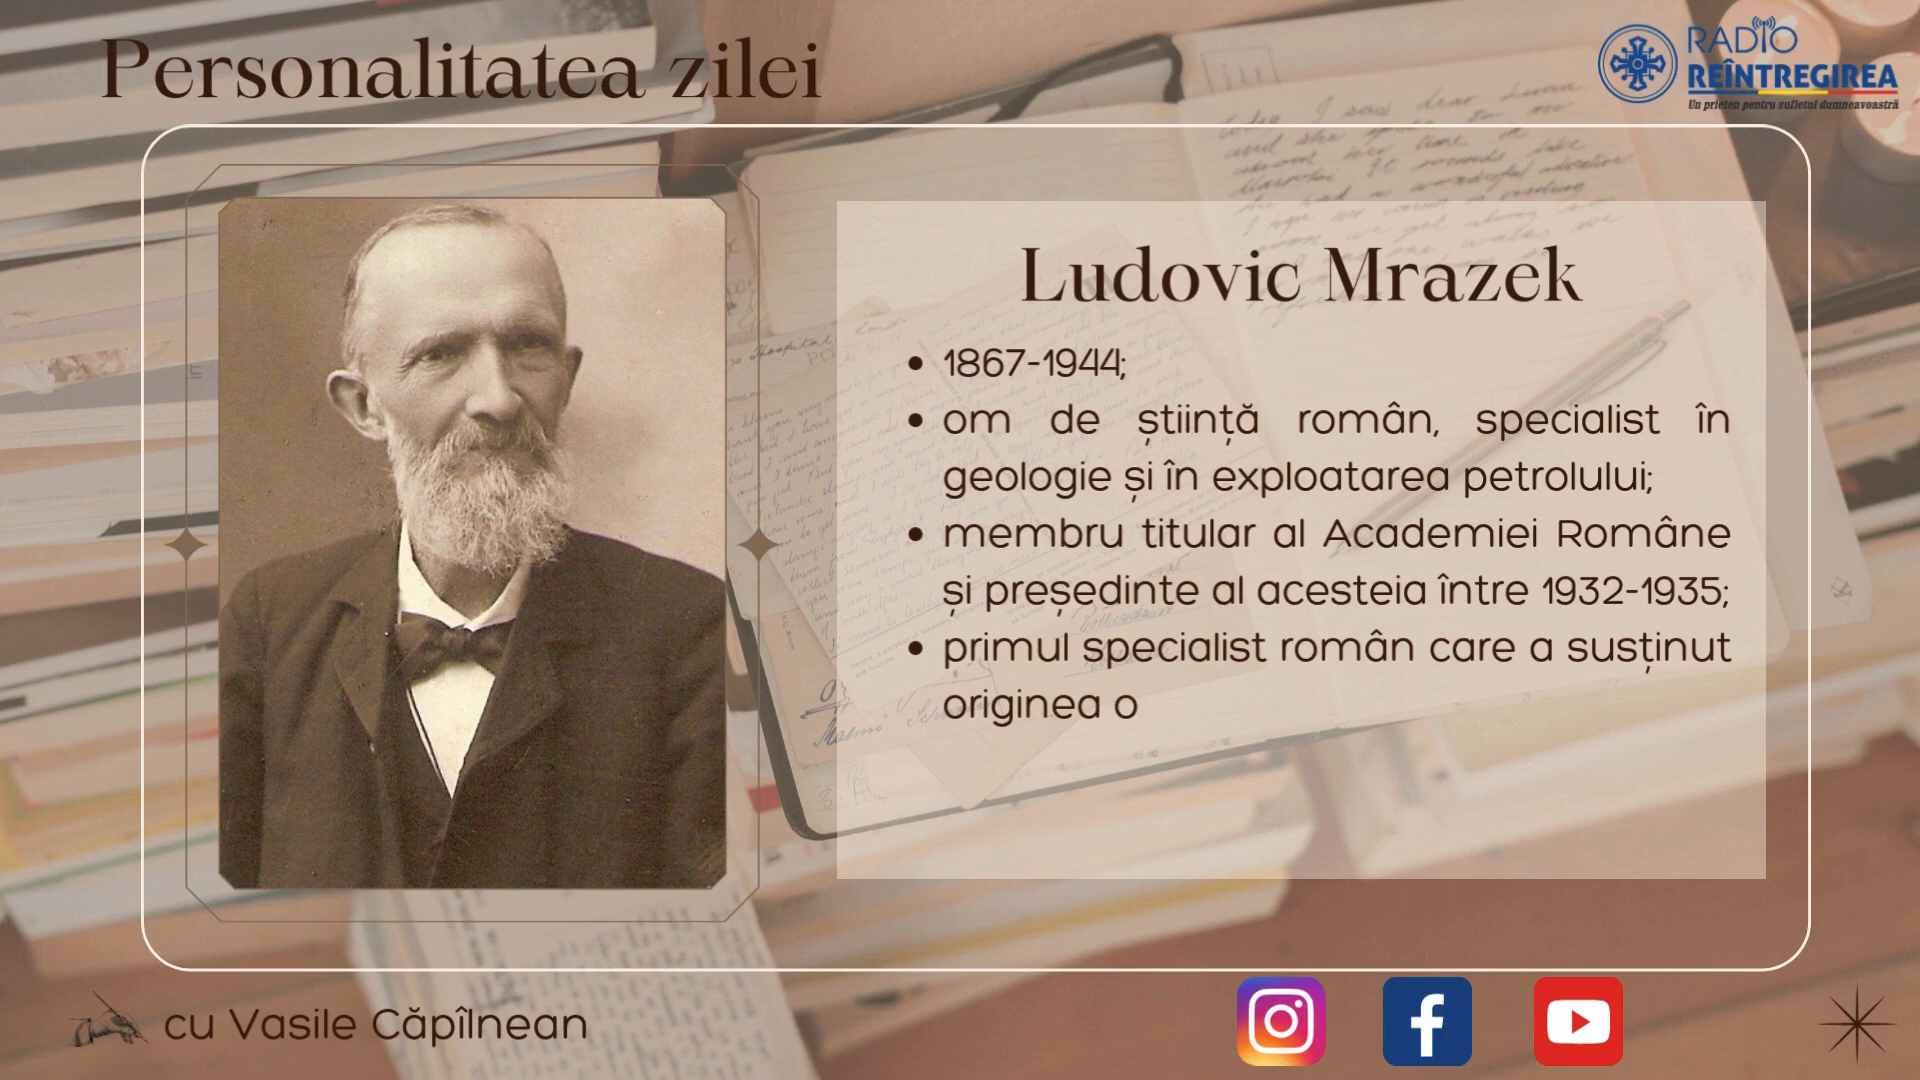 Personalitatea zilei
RADIO
REÎNTREGIREA
Un prieten pentru sufletul dumneavoastră
Ludovic Mrazek
• 1867-1944;
• om de știință român, specialist în
geologie și în exploatarea petrolului;
• membru titular al Academiei Române
și președinte al acesteia între 1932-1935;
• primul specialist român care a susținut
originea o
cu Vasile Căpîlnean